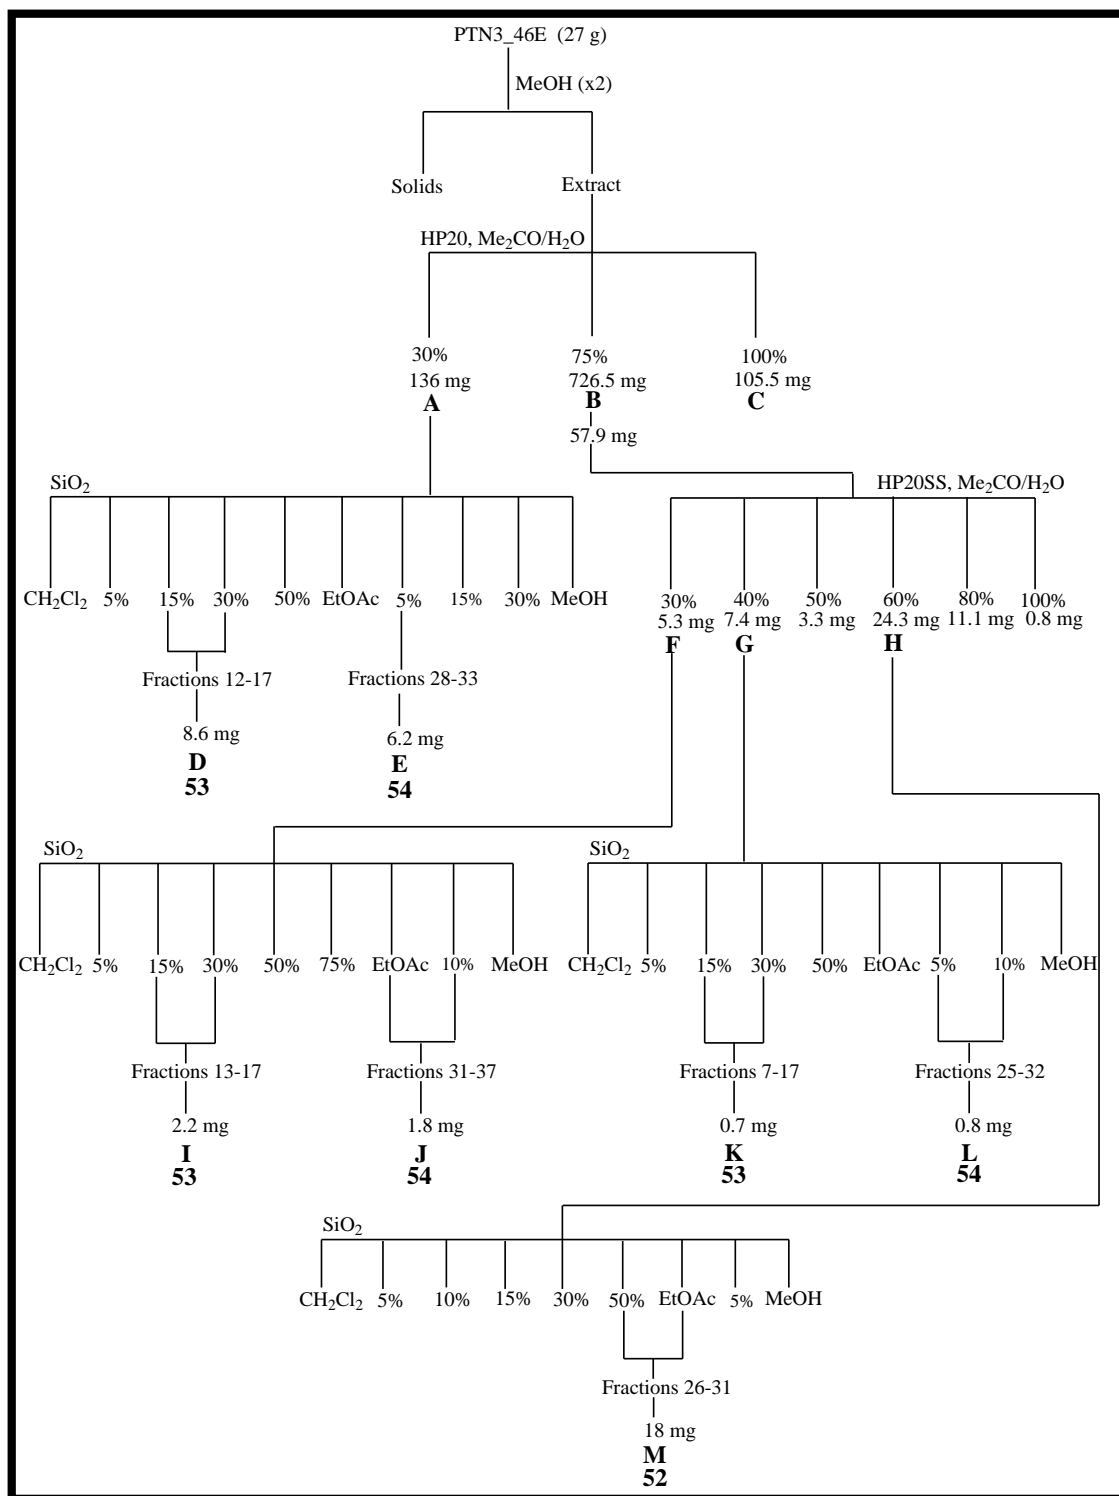 PTN3_46E (27 g)
MeOH (x2)
Solids
Extract
HP20, Me₂CO/H₂O
30%
136 mg
A
75%
726.5 mg
B
57.9 mg
100%
105.5 mg
C
SiO₂
CH₂Cl₂ 5% 15% 30% 50% EtOAc 5% 15% 30% MeOH
Fractions 12-17
8.6 mg
D
53
Fractions 28-33
6.2 mg
E
54
HP20SS, Me₂CO/H₂O
30% 40% 50% 60% 80% 100%
5.3 mg 7.4 mg 3.3 mg 24.3 mg 11.1 mg 0.8 mg
F G H
SiO₂
CH₂Cl₂ 5% 15% 30% 50% 75% EtOAc 10% MeOH
Fractions 13-17
2.2 mg
I
53
Fractions 31-37
1.8 mg
J
54
SiO₂
CH₂Cl₂ 5% 15% 30% 50% EtOAc 5% 10% MeOH
Fractions 7-17
0.7 mg
K
53
Fractions 25-32
0.8 mg
L
54
SiO₂
CH₂Cl₂ 5% 10% 15% 30% 50% EtOAc 5% MeOH
Fractions 26-31
18 mg
M
52